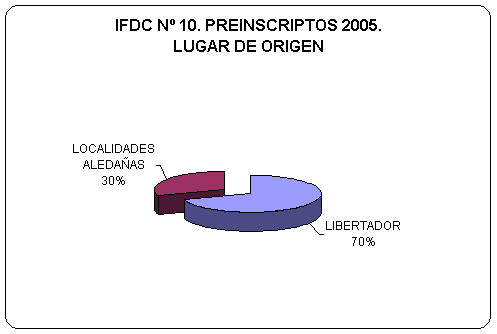 IFDC Nº 10. PREINSCRIPTOS 2005.
LUGAR DE ORIGEN
LOCALIDADES
ALEDAÑAS
30%
LIBERTADOR
70%